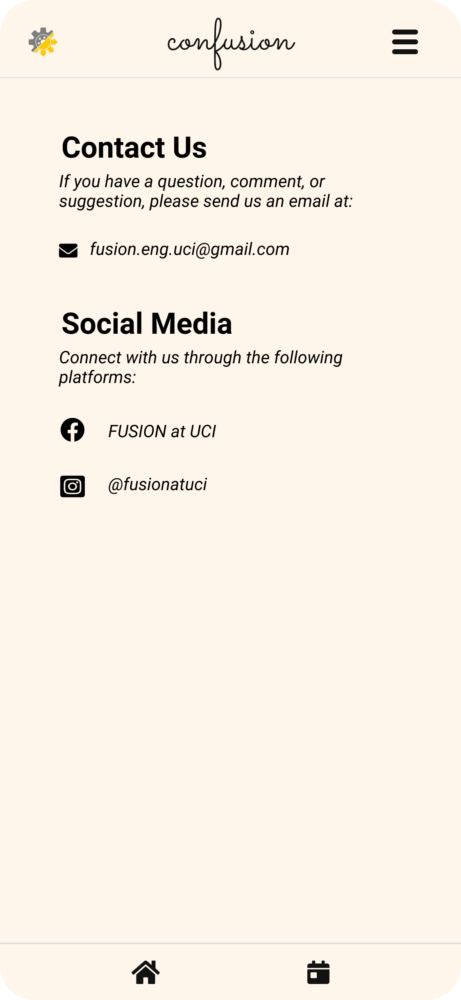 confusion
Contact Us
If you have a question, comment, or
suggestion, please send us an email at:
fusion.eng.uci@gmail.com
Social Media
Connect with us through the following
platforms:
FUSION at UCI
@fusionatuci